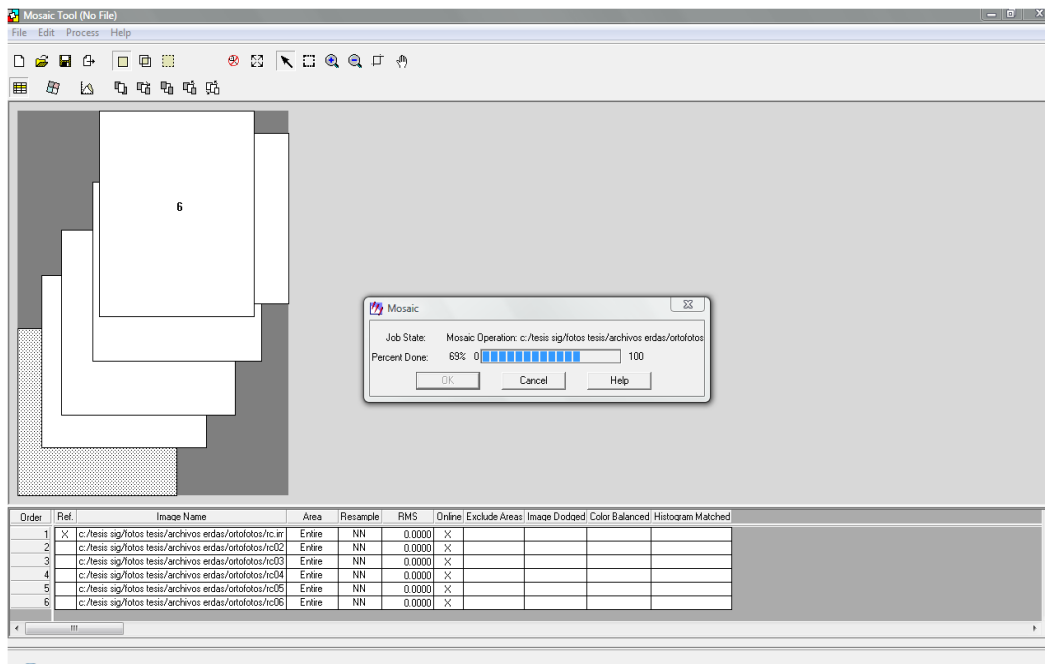 Mosaic Tool (No File)
File Edit Process Help
6
Mosaic
Job State: Mosaic Operation: c:/tesis sig/fotos tesis/archivos erdas/ortofotos
Percent Done: 69% 0 100
OK Cancel Help
Order Ref. Image Name Area Resample RMS Online Exclude Areas Image Dodged Color Balanced Histogram Matched
1 X c:/tesis sig/fotos tesis/archivos erdas/ortofotos/rc.im Entire NN 0.0000 X
2 c:/tesis sig/fotos tesis/archivos erdas/ortofotos/rc02 Entire NN 0.0000 X
3 c:/tesis sig/fotos tesis/archivos erdas/ortofotos/rc03 Entire NN 0.0000 X
4 c:/tesis sig/fotos tesis/archivos erdas/ortofotos/rc04 Entire NN 0.0000 X
5 c:/tesis sig/fotos tesis/archivos erdas/ortofotos/rc05 Entire NN 0.0000 X
6 c:/tesis sig/fotos tesis/archivos erdas/ortofotos/rc06 Entire NN 0.0000 X